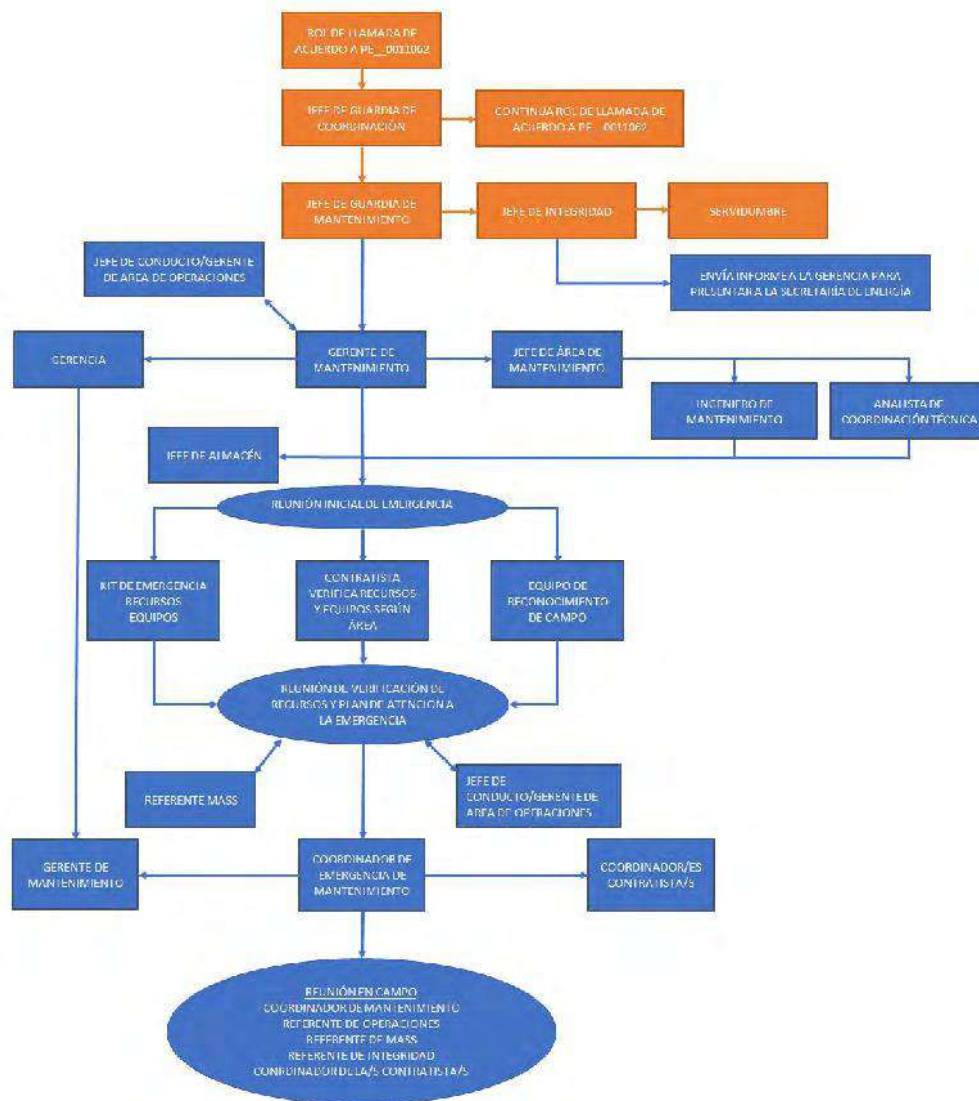 ROL DE LLAMADA DE
ACUERDO A PE__0011062
JEFE DE GUARDIA DE
COORDINACIÓN
CONTINUA ROL DE LLAMADA DE
ACUERDO A PE__0011062
JEFE DE GUARDIA DE
MANTENIMIENTO
JEFE DE INTEGRIDAD
SERVIDUMBRE
JEFE DE CONDUCTO/GERENTE
DE AREA DE OPERACIONES
ENVÍA INFORME A LA GERENCIA PARA
PRESENTAR A LA SECRETARÍA DE ENERGÍA
GERENCIA
GERENTE DE
MANTENIMIENTO
JEFE DE ÁREA DE
MANTENIMIENTO
INGENIERO DE
MANTENIMIENTO
ANALISTA DE
COORDINACIÓN TÉCNICA
JEFE DE ALMACÉN
REUNIÓN INICIAL DE EMERGENCIA
KIT DE EMERGENCIA
RECURSOS
EQUIPOS
CONTRATISTA
VERIFICA RECURSOS
Y EQUIPOS SEGÚN
ÁREA
EQUIPO DE
RECONOCIMIENTO
DE CAMPO
REUNIÓN DE VERIFICACIÓN DE
RECURSOS Y PLAN DE ATENCION A
LA EMERGENCIA
REFERENTE MASS
JEFE DE
CONDUCTO/GERENTE DE
AREA DE OPERACIONES
GERENTE DE
MANTENIMIENTO
COORDINADOR DE
EMERGENCIA DE
MANTENIMIENTO
COORDINADOR/ES
CONTRATISTA/S
REUNIÓN EN CAMPO
COORDINADOR DE MANTENIMIENTO
REFERENTE DE OPERACIONES
REFERENTE DE MASS
REFERENTE DE INTEGRIDAD
CONRDINADOR DE LA/S CONTRATISTA/S